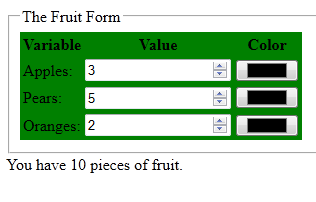 The Fruit Form
Variable Value Color
Apples: 3
Pears: 5
Oranges: 2
You have 10 pieces of fruit.